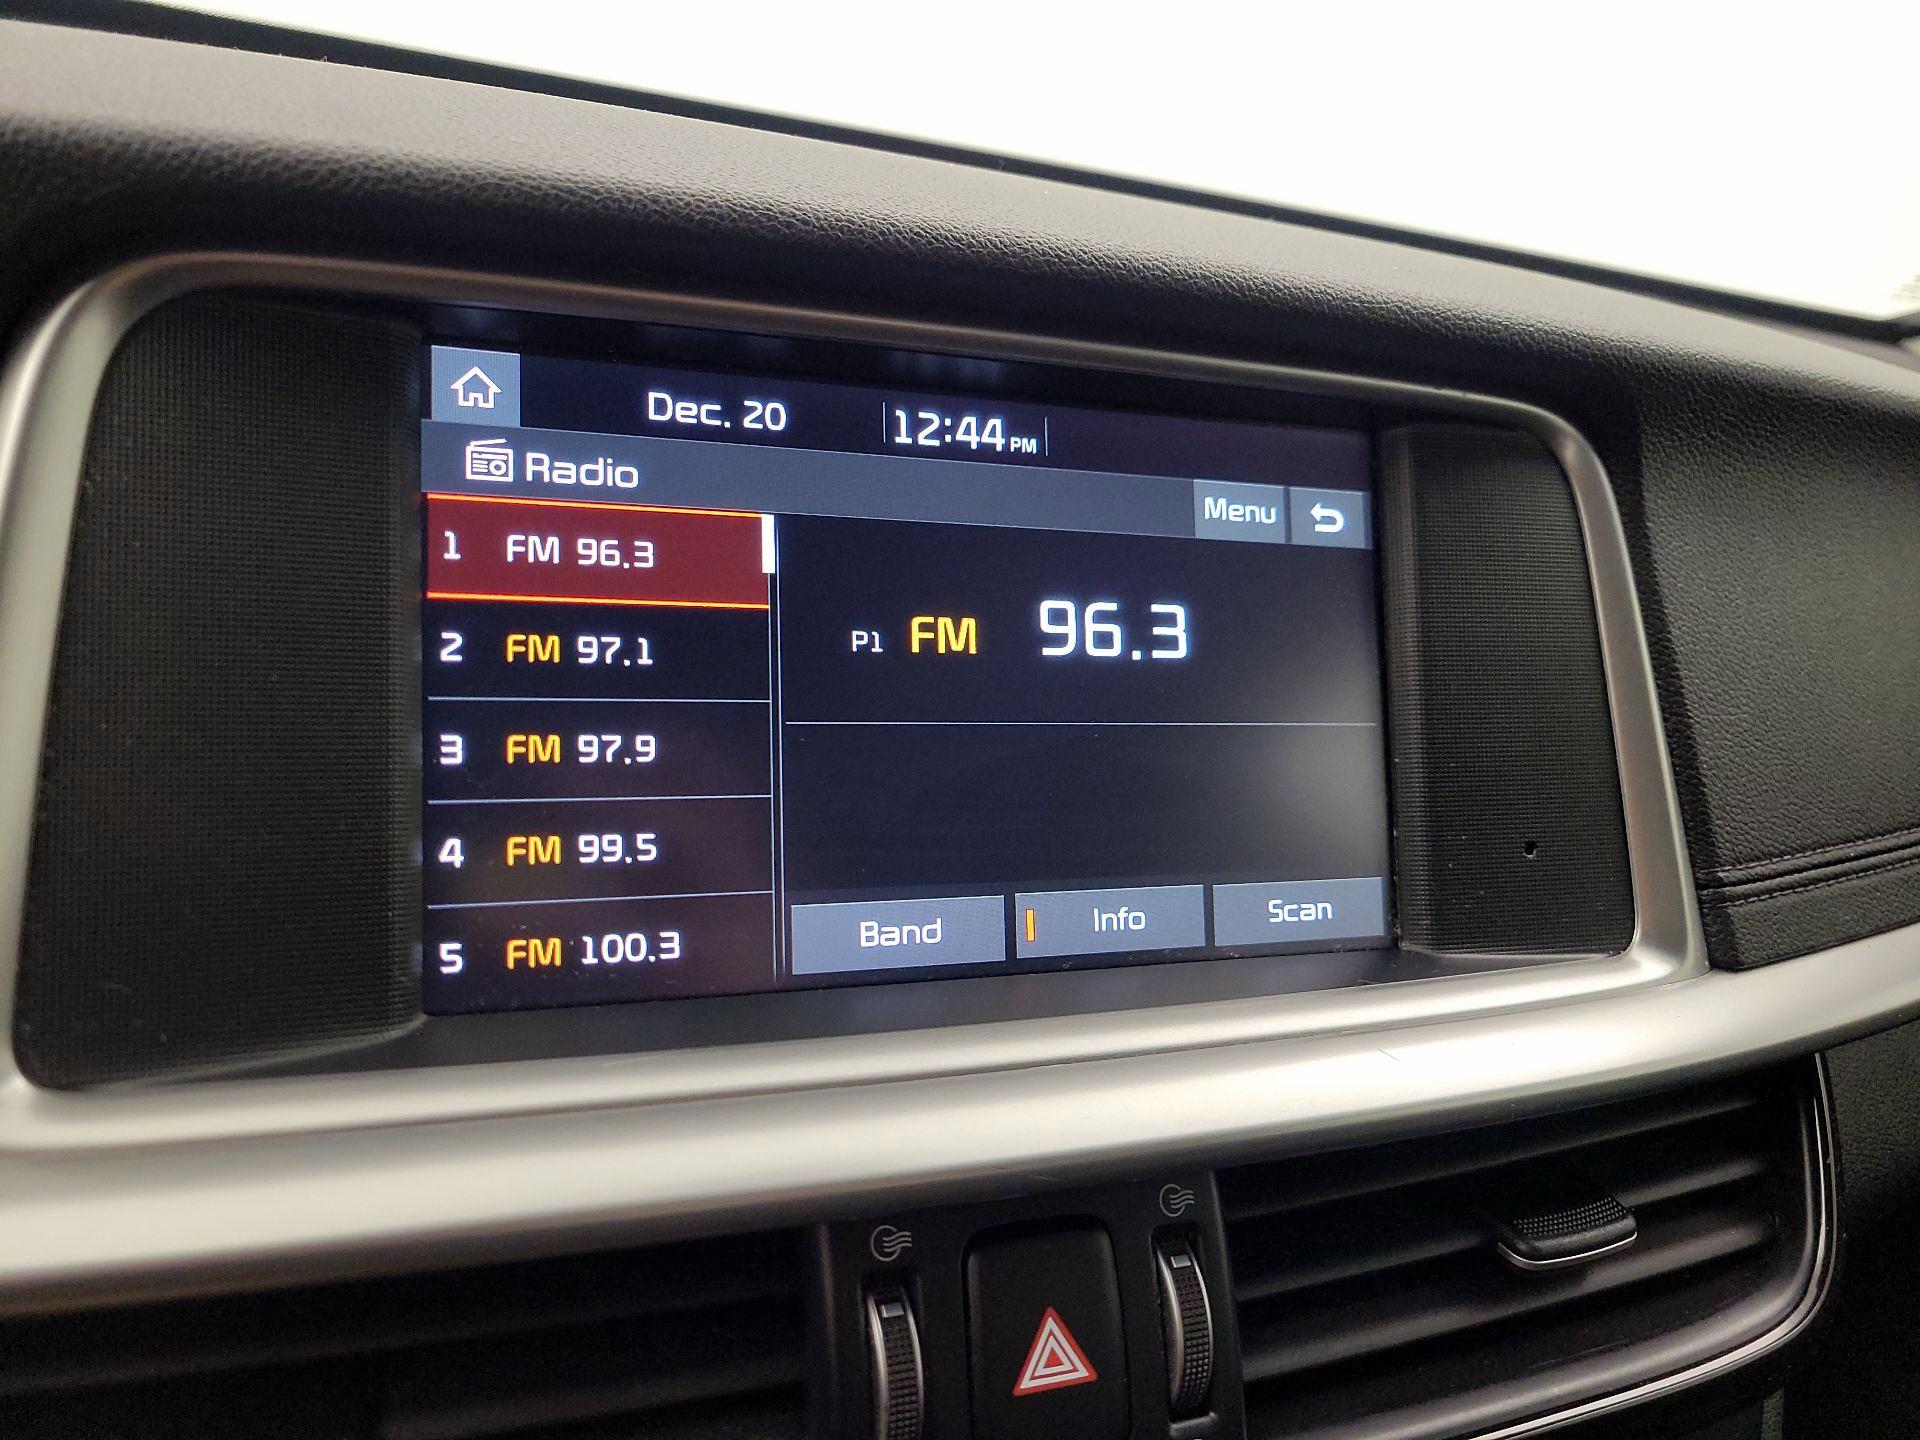 Dec. 20
12:44 PM
Radio
Menu
1 FM 96.3
2 FM 97.1
3 FM 97.9
4 FM 99.5
5 FM 100.3
P1 FM 96.3
Band
Info
Scan